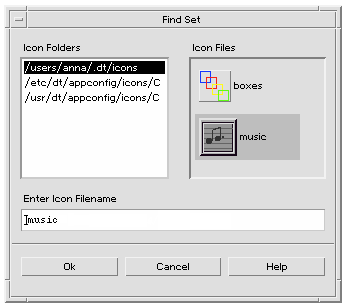 Find Set
Icon Folders
/users/anna/.dt/icons
/etc/dt/appconfig/icons/C
/usr/dt/appconfig/icons/C
Icon Files
boxes
music
Enter Icon Filename
music
Ok
Cancel
Help